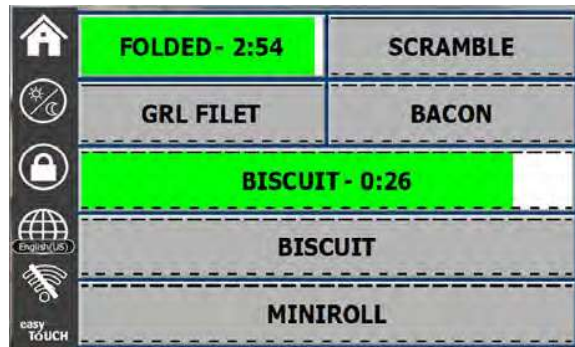 FOLDED - 2:54
SCRAMBLE
GRL FILET
BACON
BISCUIT - 0:26
English(US)
BISCUIT
MINIROLL
easy
TOUCH